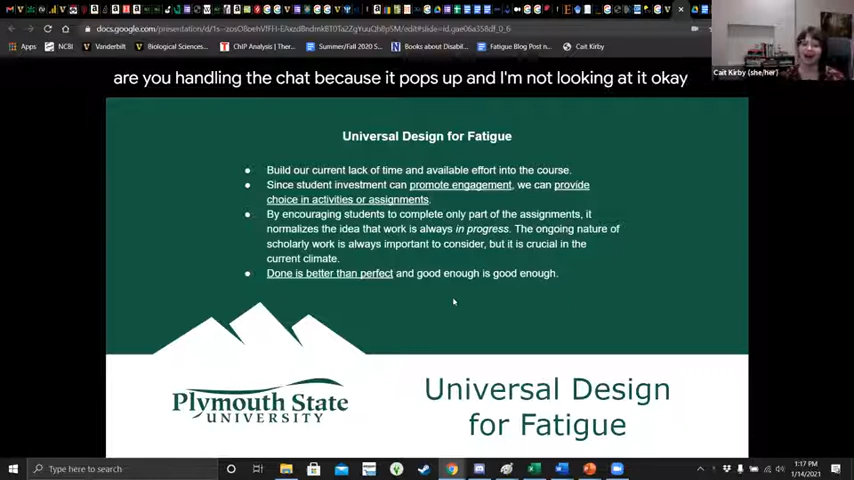 docs.google.com/presentation/d/
Apps
NCBI
Vanderbilt
Biological Sciences...
ChIP Analysis | Ther...
Summer/Fall 2020 S...
Books about Disabil...
Fatigue Blog Post n...
Cait Kirby
Cait Kirby (she/her)
are you handling the chat because it pops up and I'm not looking at it okay
Universal Design for Fatigue
● Build our current lack of time and available effort into the course.
● Since student investment can promote engagement, we can provide
choice in activities or assignments.
● By encouraging students to complete only part of the assignments, it
normalizes the idea that work is always in progress. The ongoing nature of
scholarly work is always important to consider, but it is crucial in the
current climate.
● Done is better than perfect and good enough is good enough.
Plymouth State
UNIVERSITY
Universal Design
for Fatigue
Type here to search
1:17 PM
1/14/2021